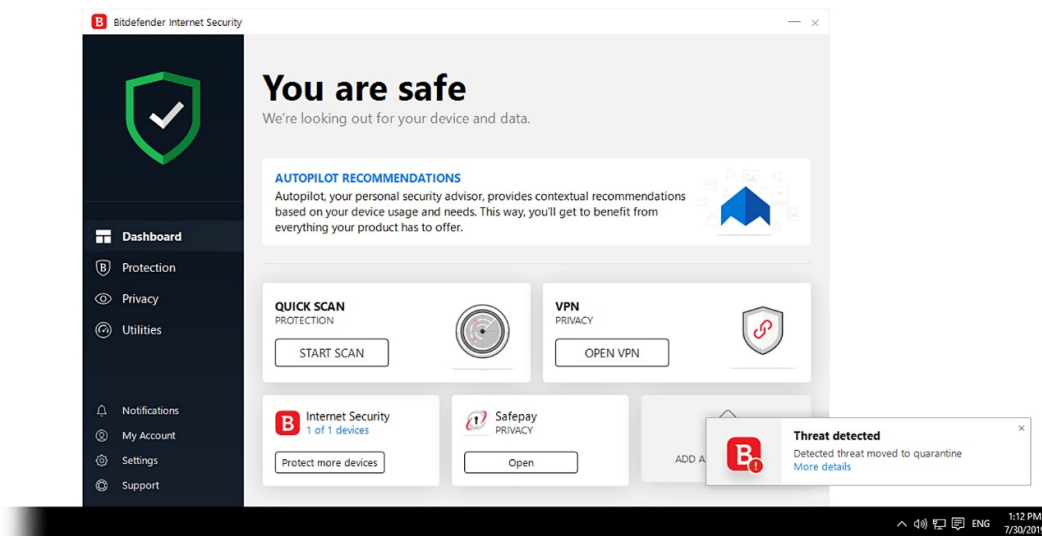 B Bitdefender Internet Security
You are safe
We're looking out for your device and data.
AUTOPILOT RECOMMENDATIONS
Autopilot, your personal security advisor, provides contextual recommendations
based on your device usage and needs. This way, you'll get to benefit from
everything your product has to offer.
Dashboard
B Protection
Privacy
Utilities
Notifications
My Account
Settings
Support
QUICK SCAN
PROTECTION
START SCAN
VPN
PRIVACY
OPEN VPN
B Internet Security
1 of 1 devices
Protect more devices
Safepay
PRIVACY
Open
ADD A
B Threat detected
Detected threat moved to quarantine
More details
ENG
1:12 PM
7/30/2019